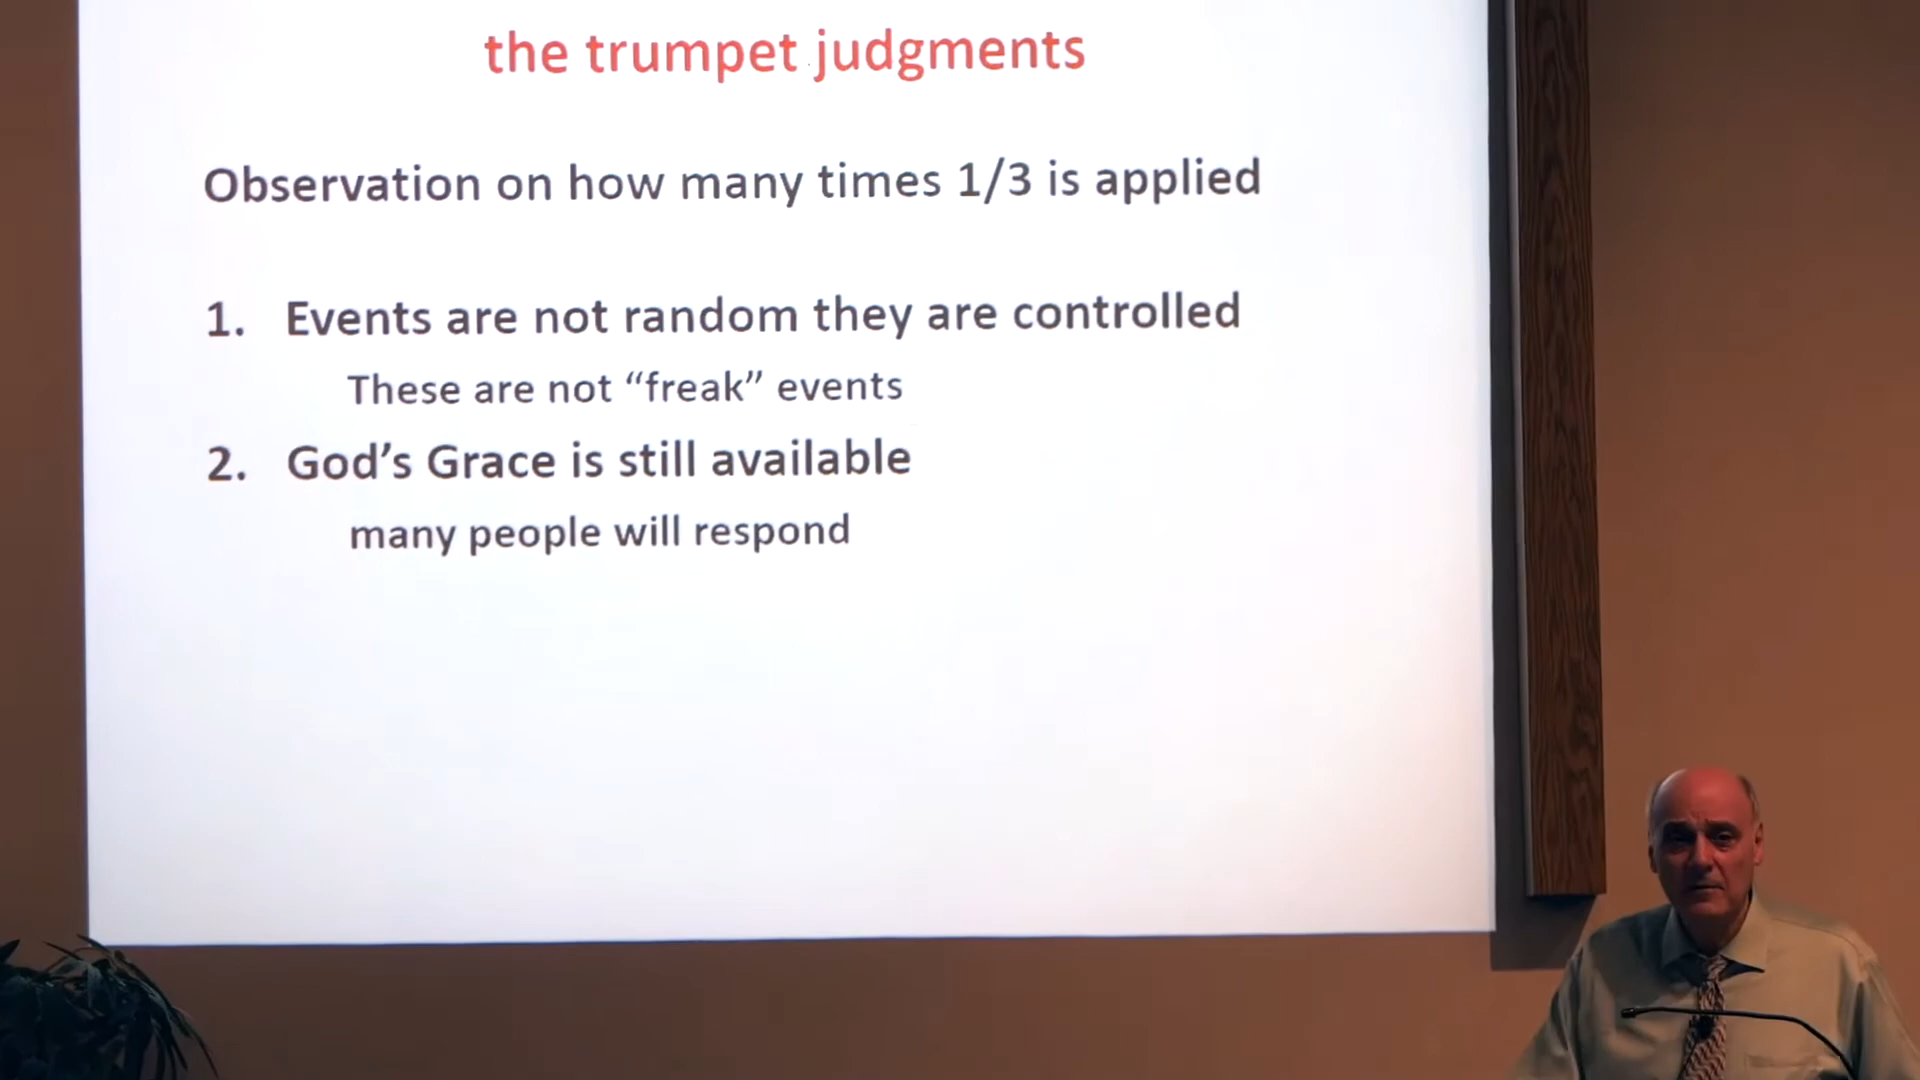 the trumpet judgments
Observation on how many times 1/3 is applied
1. Events are not random they are controlled
These are not “freak” events
2. God’s Grace is still available
many people will respond